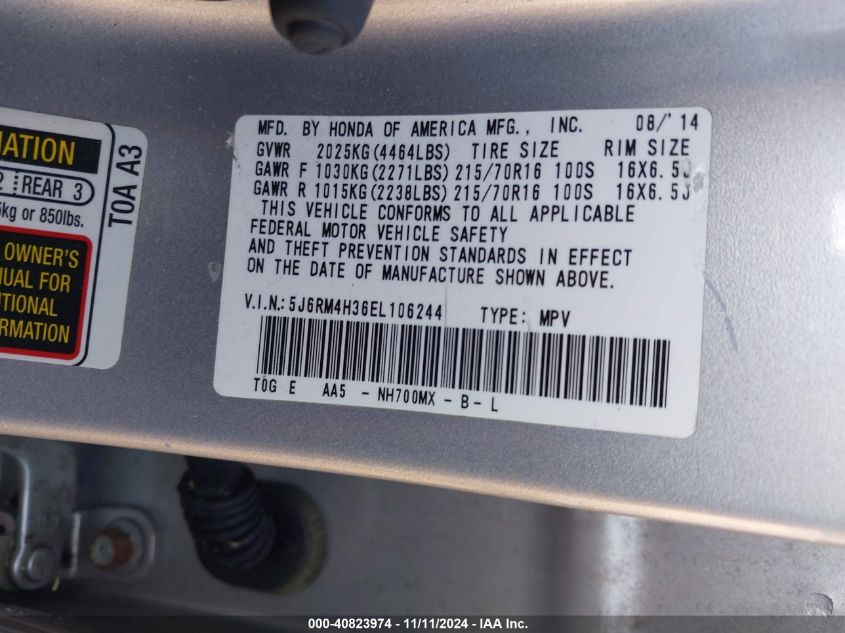 MFD. BY HONDA OF AMERICA MFG., INC. 08/'14
GVWR 2025KG(4464LBS) TIRE SIZE RIM SIZE
GAWR F 1030KG(2271LBS) 215/70R16 100S 16X6.5J
GAWR R 1015KG(2238LBS) 215/70R16 100S 16X6.5J
THIS VEHICLE CONFORMS TO ALL APPLICABLE
FEDERAL MOTOR VEHICLE SAFETY
AND THEFT PREVENTION STANDARDS IN EFFECT
ON THE DATE OF MANUFACTURE SHOWN ABOVE.
V.I.N.: 5J6RM4H36EL106244 TYPE: MPV
T0G E AA5 - NH700MX - B - L
REAR 3
kg or 850lbs.
OWNER'S
FOR
T0A A3
000-40823974 - 11/11/2024 - IAA Inc.